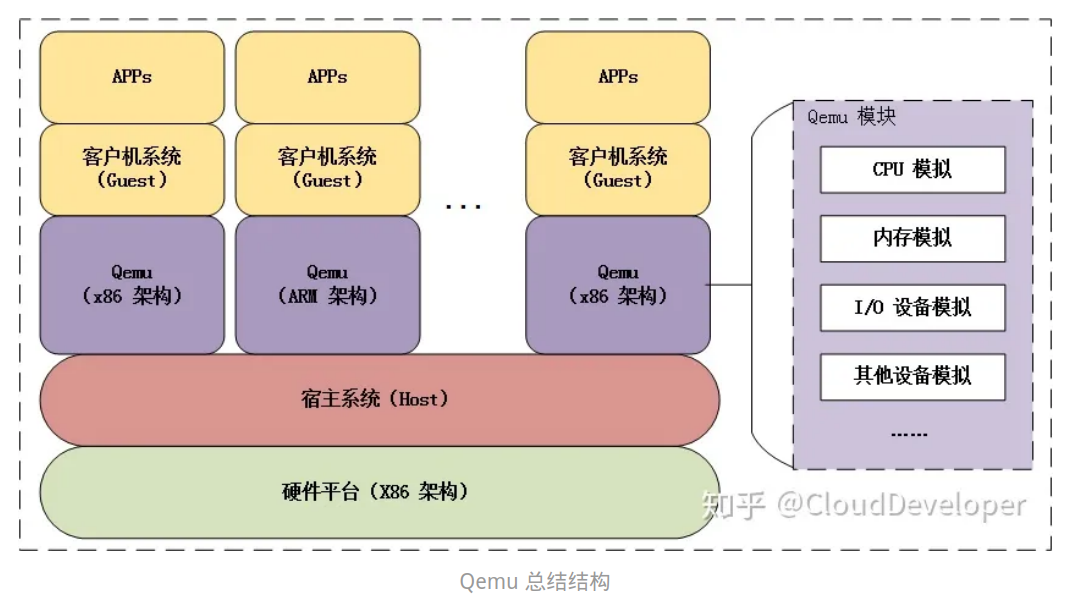 APPs
APPs
APPs
客户机系统
（Guest）
客户机系统
（Guest）
客户机系统
（Guest）
...
Qemu
（x86 架构）
Qemu
（ARM 架构）
Qemu
（x86 架构）
宿主系统（Host）
硬件平台（X86 架构）
Qemu 模块
CPU 模拟
内存模拟
I/O 设备模拟
其他设备模拟
……
知乎 @CloudDeveloper
Qemu 总结结构